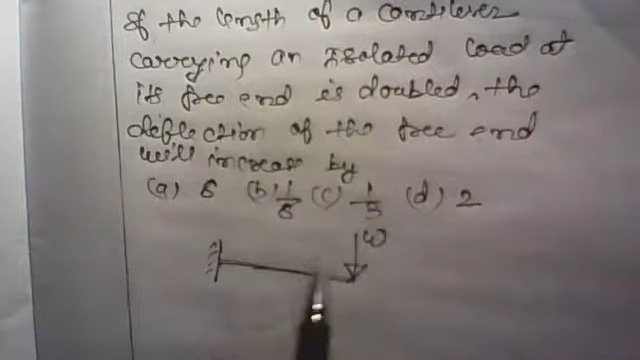 If the length of a cantilever
carrying an isolated load at
its free end is doubled, the
deflection of the free end
will increase by
(a) 8 (b) 1/8 (c) 1/3 (d) 2
W